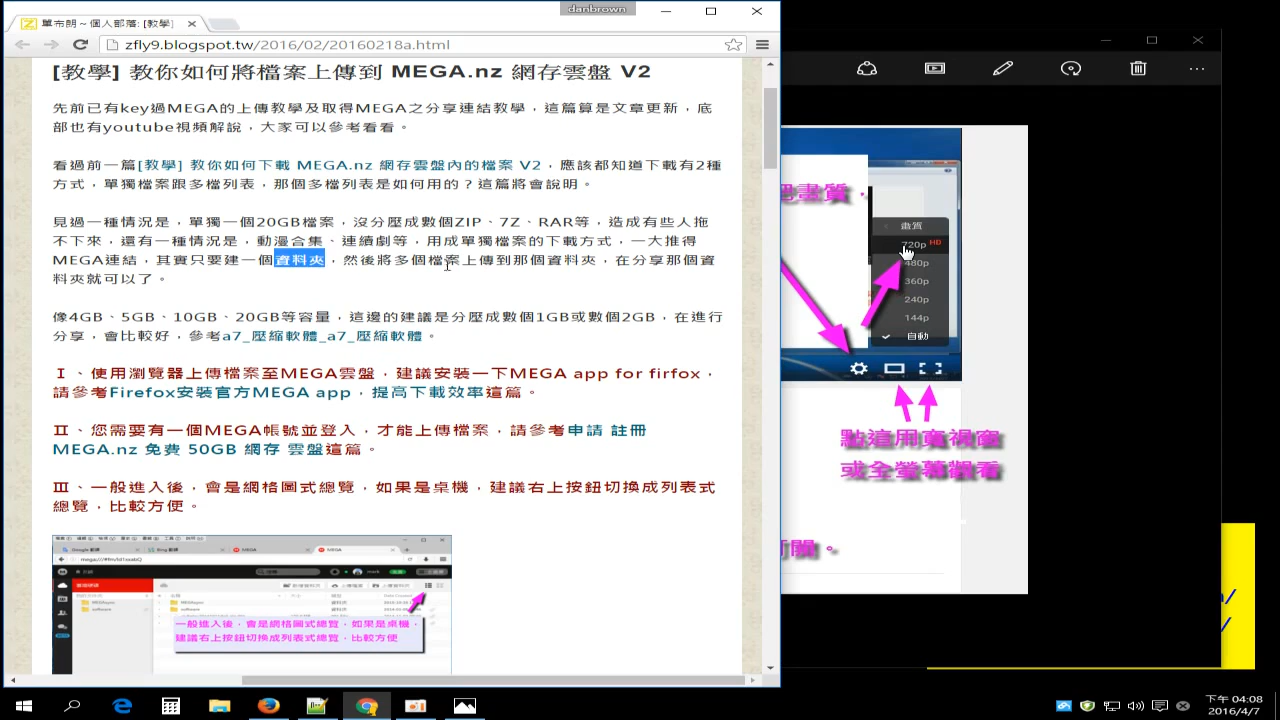 danbrown
單布朗～個人部落: [教學]
zfly9.blogspot.tw/2016/02/20160218a.html
[教學] 教你如何將檔案上傳到 MEGA.nz 網存雲盤 V2
先前已有key過MEGA的上傳教學及取得MEGA之分享連結教學，這篇算是文章更新，底
部也有youtube視頻解說，大家可以參考看看。
看過前一篇[教學] 教你如何下載 MEGA.nz 網存雲盤內的檔案 V2，應該都知道下載有2種
方式，單獨檔案跟多檔列表，那個多檔列表是如何用的？這篇將會說明。
見過一種情況是，單獨一個20GB檔案，沒分壓成數個ZIP、7Z、RAR等，造成有些人拖
不下來，還有一種情況是，動漫合集、連續劇等，用成單獨檔案的下載方式，一大推得
MEGA連結，其實只要建一個資料夾，然後將多個檔案上傳到那個資料夾，在分享那個資
料夾就可以了。
像4GB、5GB、10GB、20GB等容量，這邊的建議是分壓成數個1GB或數個2GB，在進行
分享，會比較好，參考a7_壓縮軟體_a7_壓縮軟體。
Ⅰ、使用瀏覽器上傳檔案至MEGA雲盤，建議安裝一下MEGA app for firfox，
請參考Firefox安裝官方MEGA app，提高下載效率這篇。
Ⅱ、您需要有一個MEGA帳號並登入，才能上傳檔案，請參考申請 註冊
MEGA.nz 免費 50GB 網存 雲盤這篇。
Ⅲ、一般進入後，會是網格圖式總覽，如果是桌機，建議右上按鈕切換成列表式
總覽，比較方便。
MEGA
MEGA
一般進入後，會是網格圖式總覽，如果是桌機，
建議右上按鈕切換成列表式總覽，比較方便
把畫質，
畫質
720p HD
480p
360p
240p
144p
自動
點這用寬視窗
或全螢幕觀看
關。
下午 04:08
2016/4/7